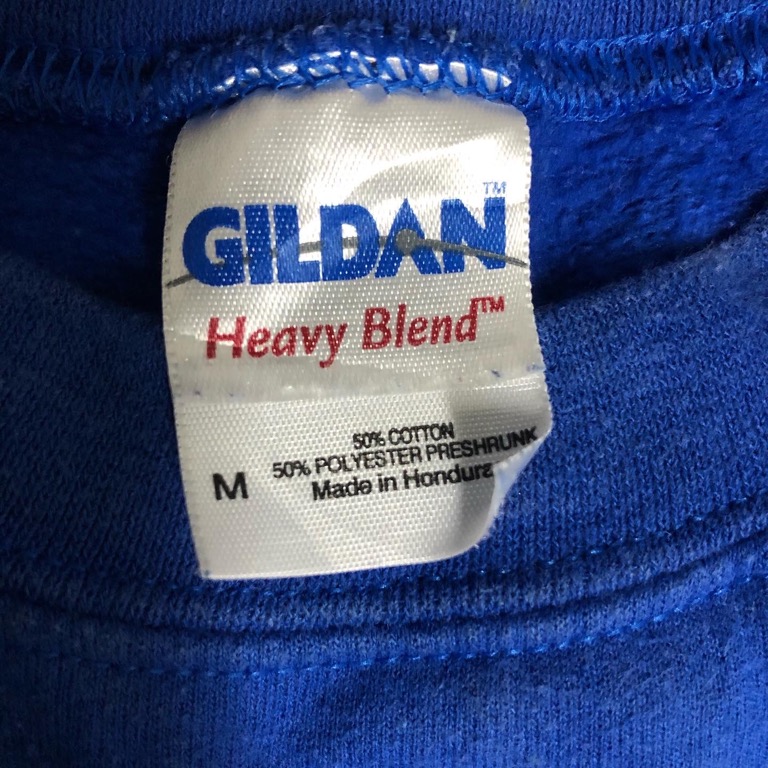 GILDAN™
Heavy Blend™
50% COTTON
50% POLYESTER PRESHRUNK
M
Made in Hondura